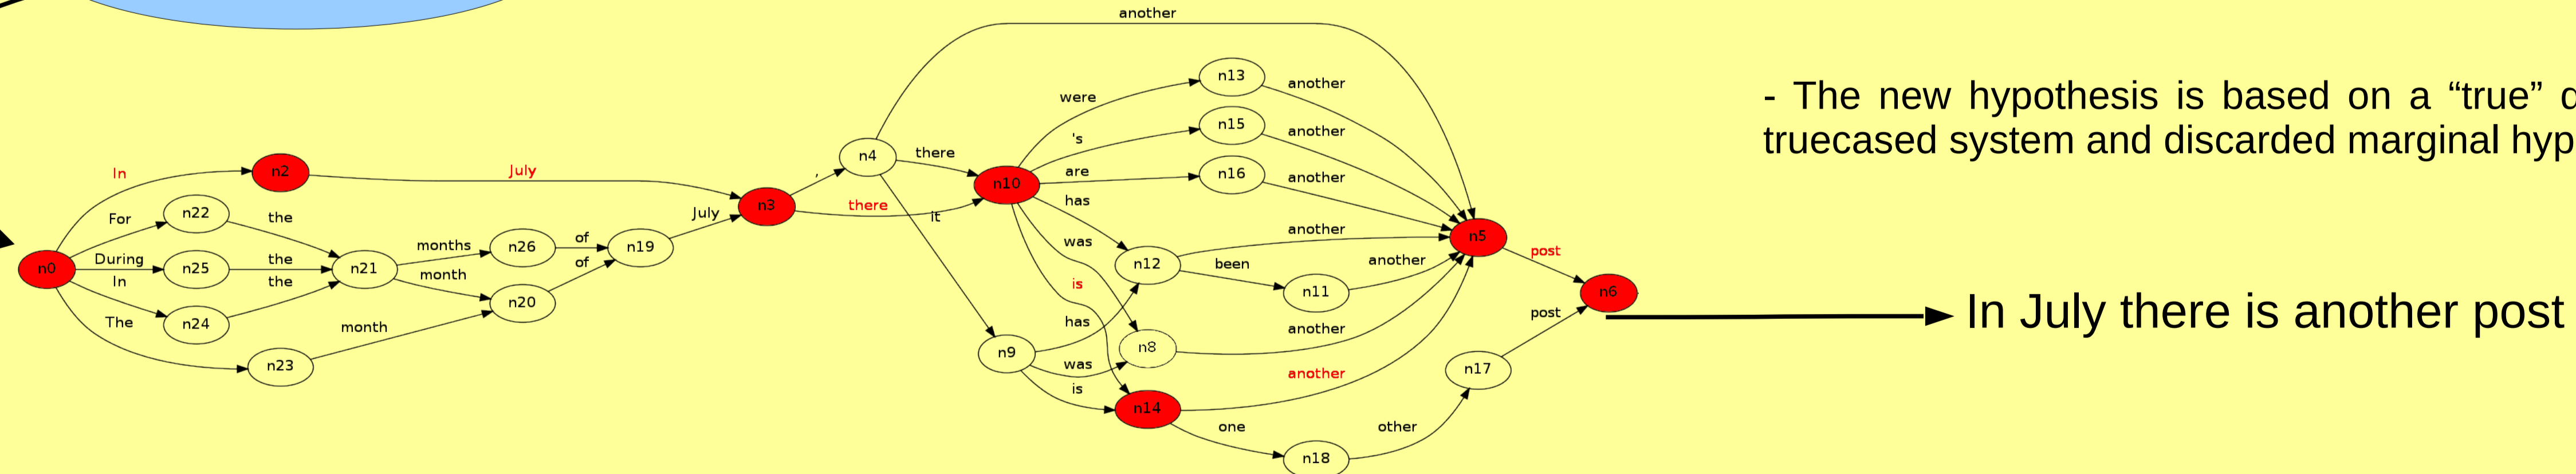 another
n13
another
were
n15
's
another
n4
there
n16
are
another
In
n2
July
n10
has
,
n3
there
it
For
n22
the
July
was
another
n5
months
n26
of
n19
During
n25
the
n21
n12
been
another
post
n0
In
the
month
of
is
n11
n6
n24
n20
The
month
has
another
post
n9
n8
was
n23
another
n17
is
n14
one
other
n18
- The new hypothesis is based on a “true”
truecased system and discarded marginal hyp
In July there is another post